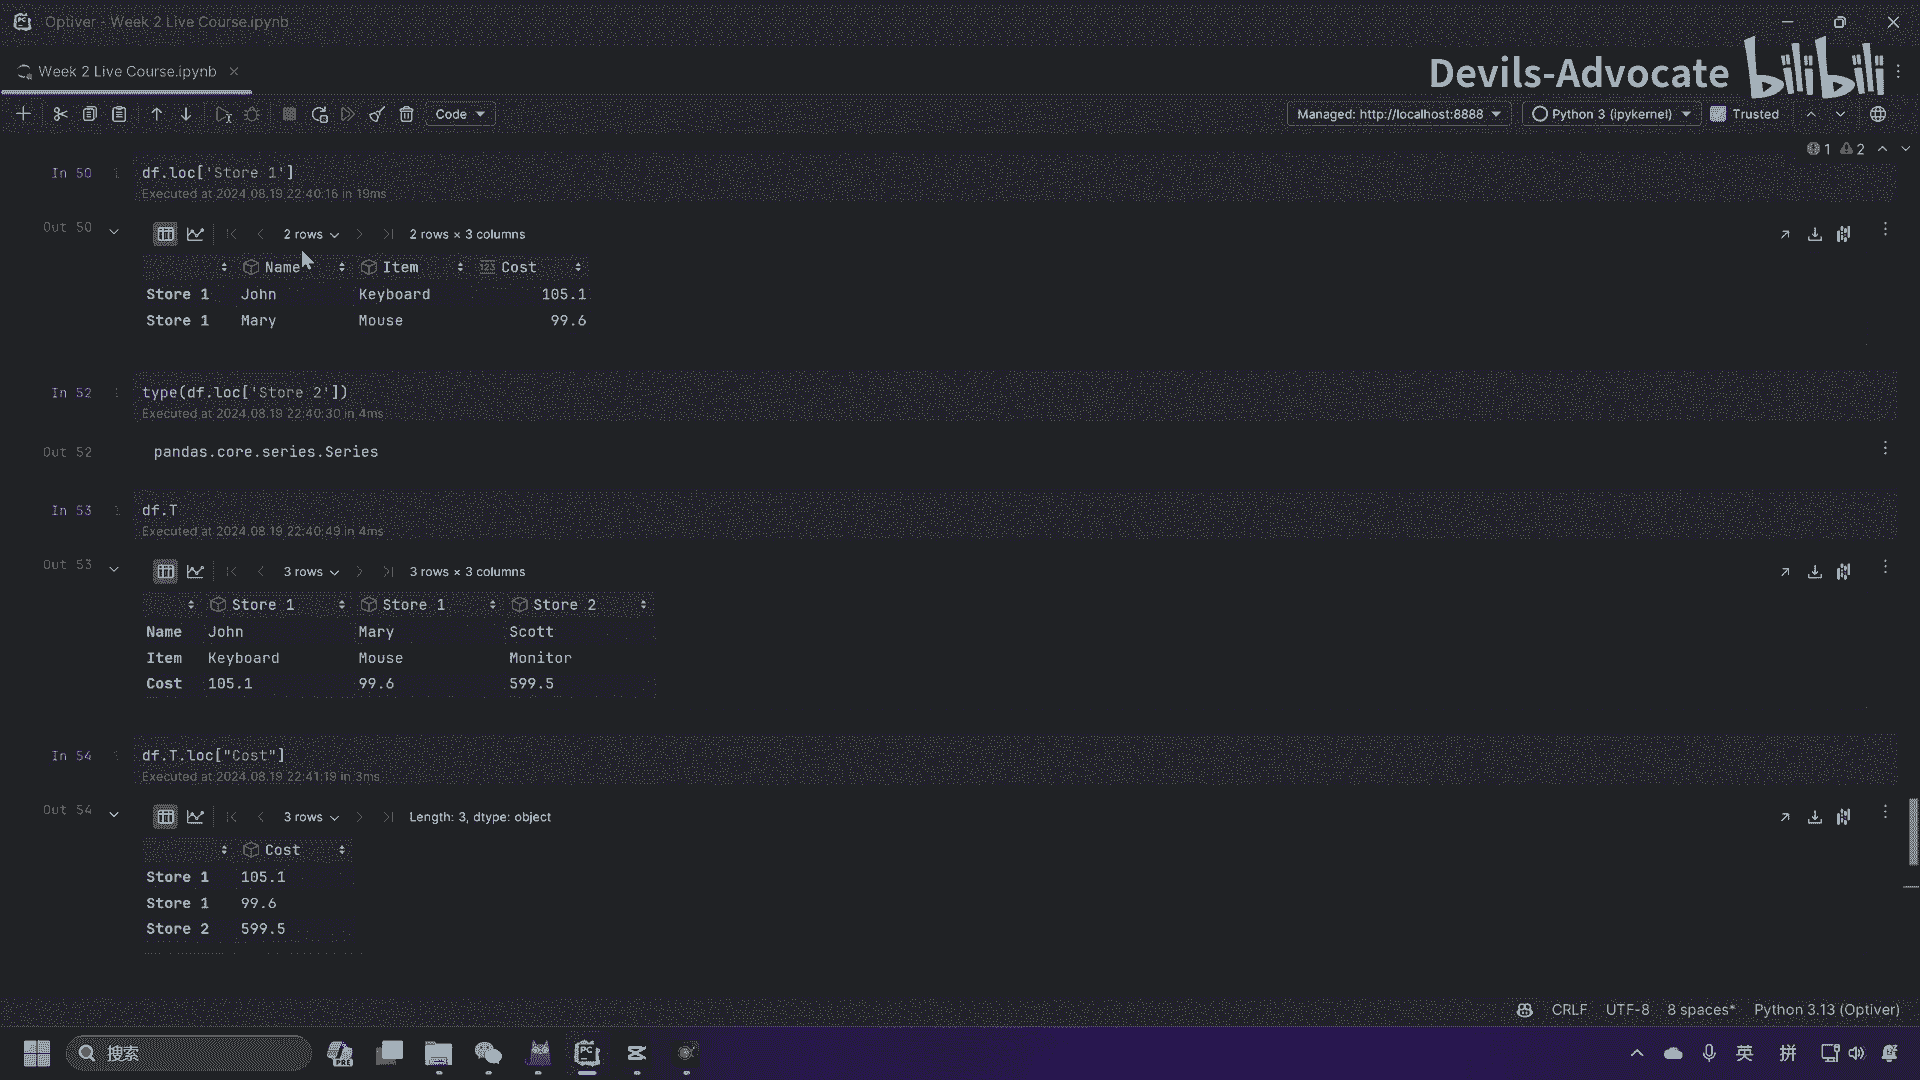 Optiver - Week 2 Live Course.ipynb
Week 2 Live Course.ipynb
Devils-Advocate bilibili
Code
Managed: http://localhost:8888
Python 3 (ipykernel)
Trusted
1 2
In 50 1 df.loc['Store 1']
Executed at 2024.08.19 22:40:16 in 19ms
Out 50 2 rows 2 rows × 3 columns
Name Item Cost
Store 1 John Keyboard 105.1
Store 1 Mary Mouse 99.6
In 52 1 type(df.loc['Store 2'])
Executed at 2024.08.19 22:40:30 in 4ms
Out 52 pandas.core.series.Series
In 53 1 df.T
Executed at 2024.08.19 22:40:49 in 4ms
Out 53 3 rows 3 rows × 3 columns
Store 1 Store 1 Store 2
Name John Mary Scott
Item Keyboard Mouse Monitor
Cost 105.1 99.6 599.5
In 54 1 df.T.loc["Cost"]
Executed at 2024.08.19 22:41:19 in 3ms
Out 54 3 rows Length: 3, dtype: object
Cost
Store 1 105.1
Store 1 99.6
Store 2 599.5
CRLF UTF-8 8 spaces* Python 3.13 (Optiver)
搜索 PRE PC 英 拼